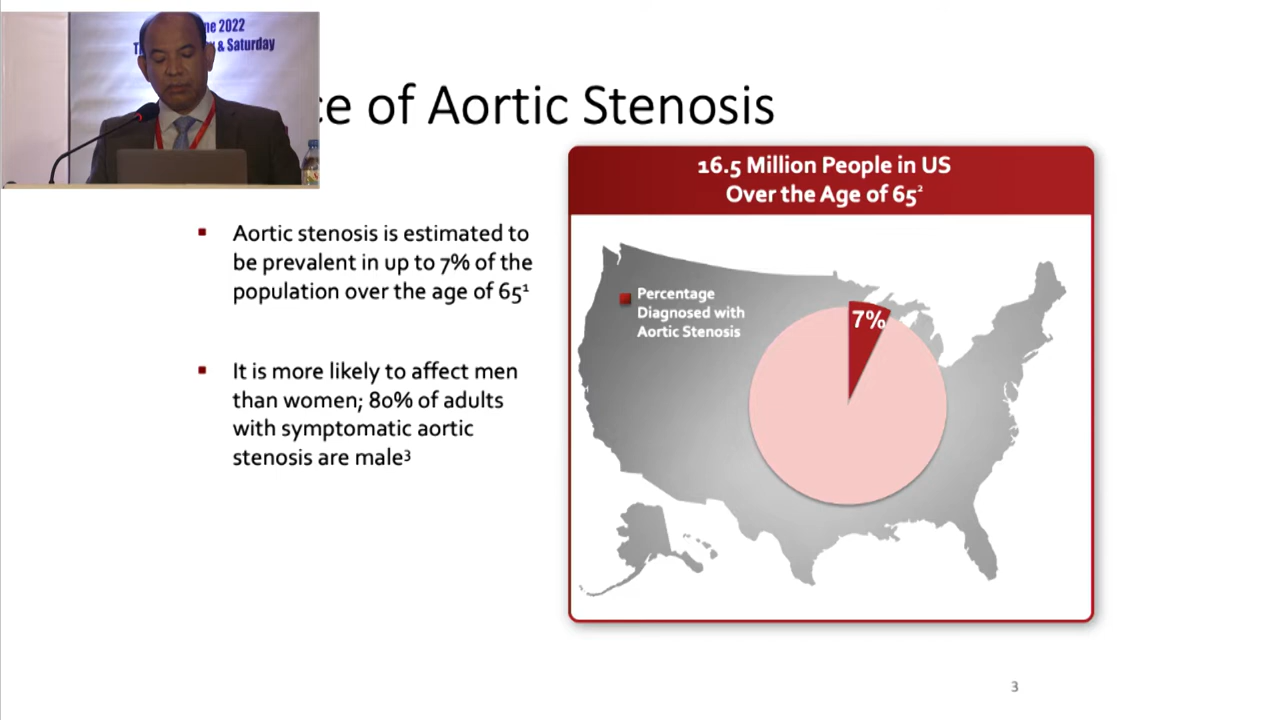 ne 2022
& Saturday
ce of Aortic Stenosis
16.5 Million People in US
Over the Age of 65²
▪ Aortic stenosis is estimated to
be prevalent in up to 7% of the
population over the age of 65¹
▪ It is more likely to affect men
than women; 80% of adults
with symptomatic aortic
stenosis are male³
Percentage
Diagnosed with
Aortic Stenosis
7%
3